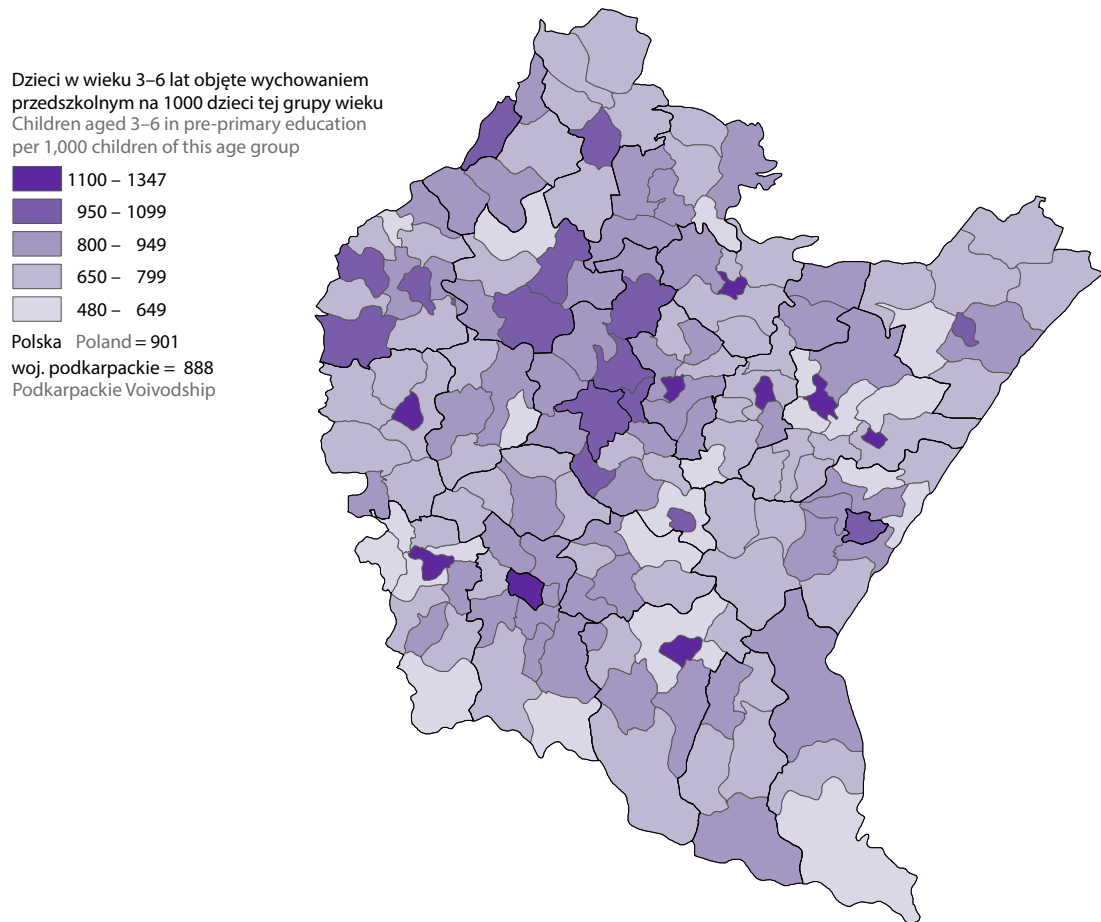 Dzieci w wieku 3–6 lat objęte wychowaniem
przedszkolnym na 1000 dzieci tej grupy wieku
Children aged 3–6 in pre-primary education
per 1,000 children of this age group
1100 – 1347
950 – 1099
800 – 949
650 – 799
480 – 649
Polska Poland = 901
woj. podkarpackie = 888
Podkarpackie Voivodship